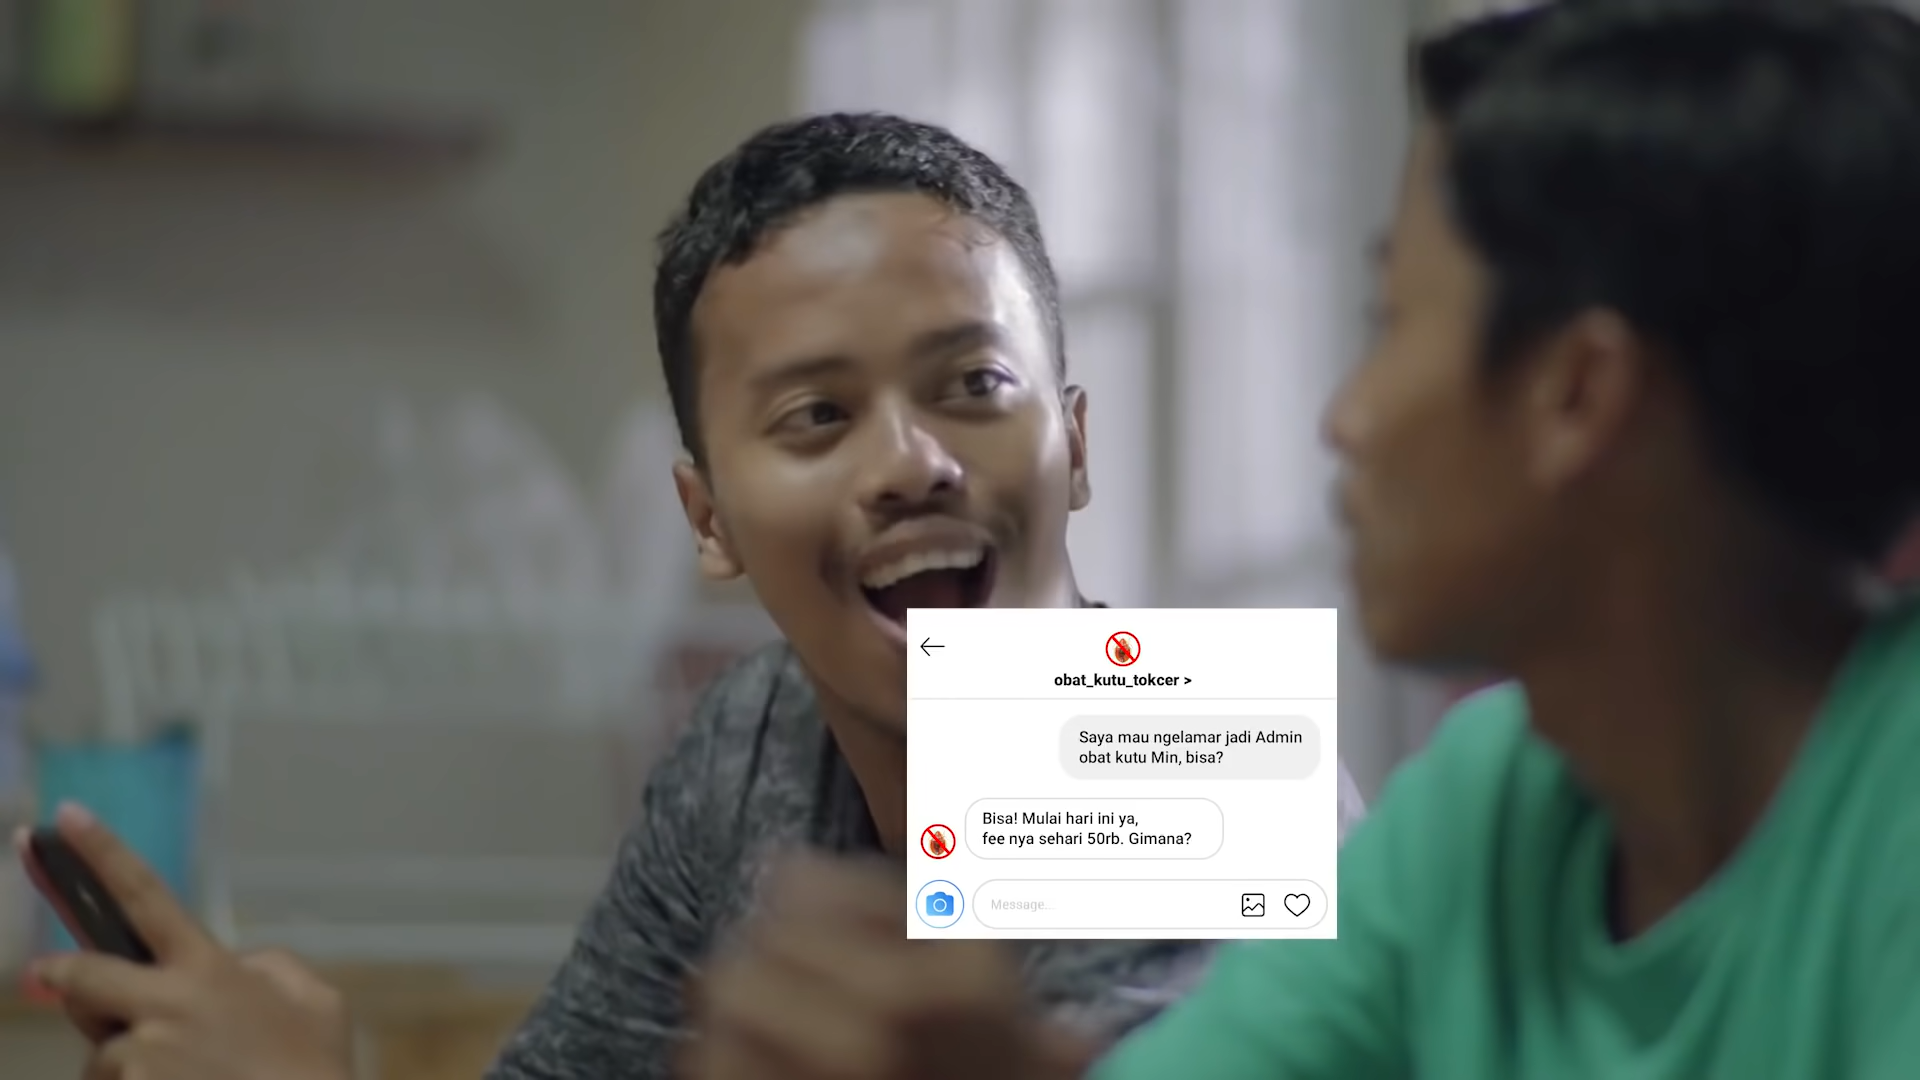 obat_kutu_tokcer >
Saya mau ngelamar jadi Admin
obat kutu Min, bisa?
Bisa! Mulai hari ini ya,
fee nya sehari 50rb. Gimana?
Message...